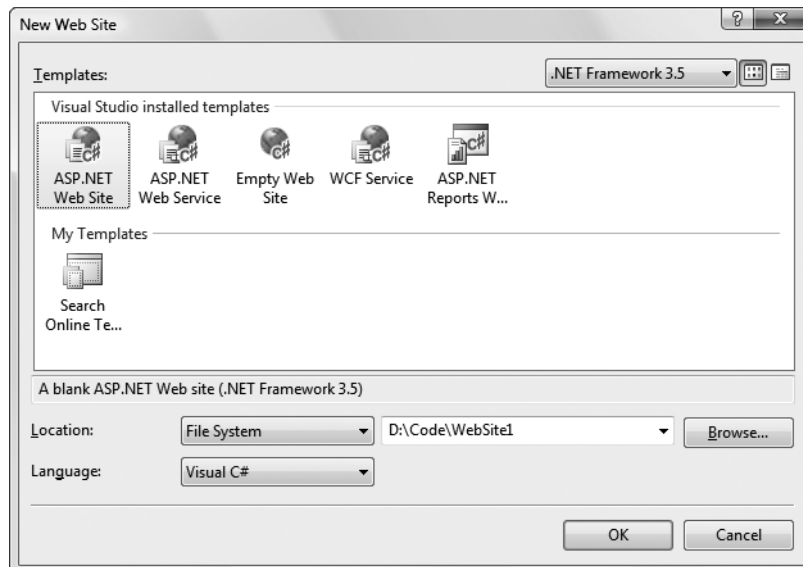 New Web Site
?
Templates:
.NET Framework 3.5
Visual Studio installed templates
C#
C#
C#
C#
C#
ASP.NET
Web Site
ASP.NET
Web Service
Empty Web
Site
WCF Service
ASP.NET
Reports W...
My Templates
Search
Online Te...
A blank ASP.NET Web site (.NET Framework 3.5)
Location:
File System
D:\Code\WebSite1
Browse...
Language:
Visual C#
OK
Cancel